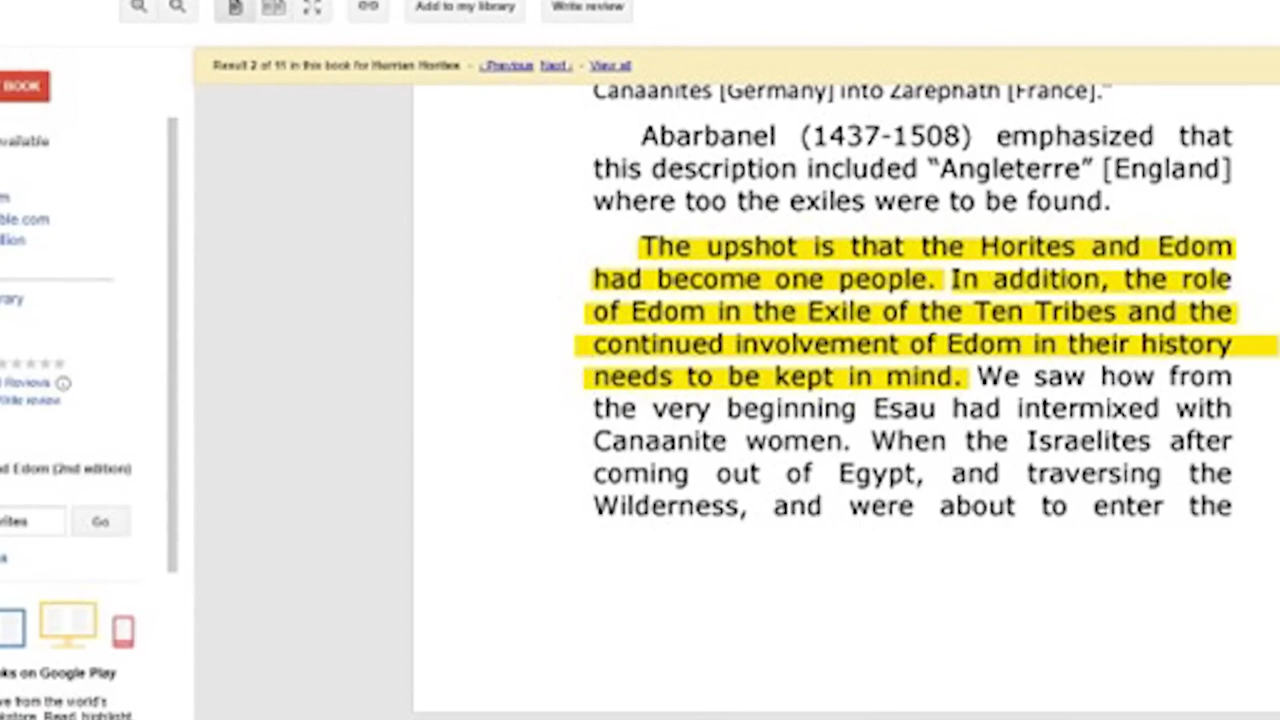 Add to my library
Write review
Result 2 of 11 in this book for Hurrian Horites - ‹ Previous Next › - View all
BOOK
Canaanites [Germany] into Zarephath [France]."
Abarbanel (1437-1508) emphasized that
this description included “Angleterre” [England]
where too the exiles were to be found.
The upshot is that the Horites and Edom
had become one people. In addition, the role
of Edom in the Exile of the Ten Tribes and the
continued involvement of Edom in their history
needs to be kept in mind. We saw how from
the very beginning Esau had intermixed with
Canaanite women. When the Israelites after
coming out of Egypt, and traversing the
Wilderness, and were about to enter the
Reviews
Write review
Edom (2nd edition)
Go
on Google Play
from the world's